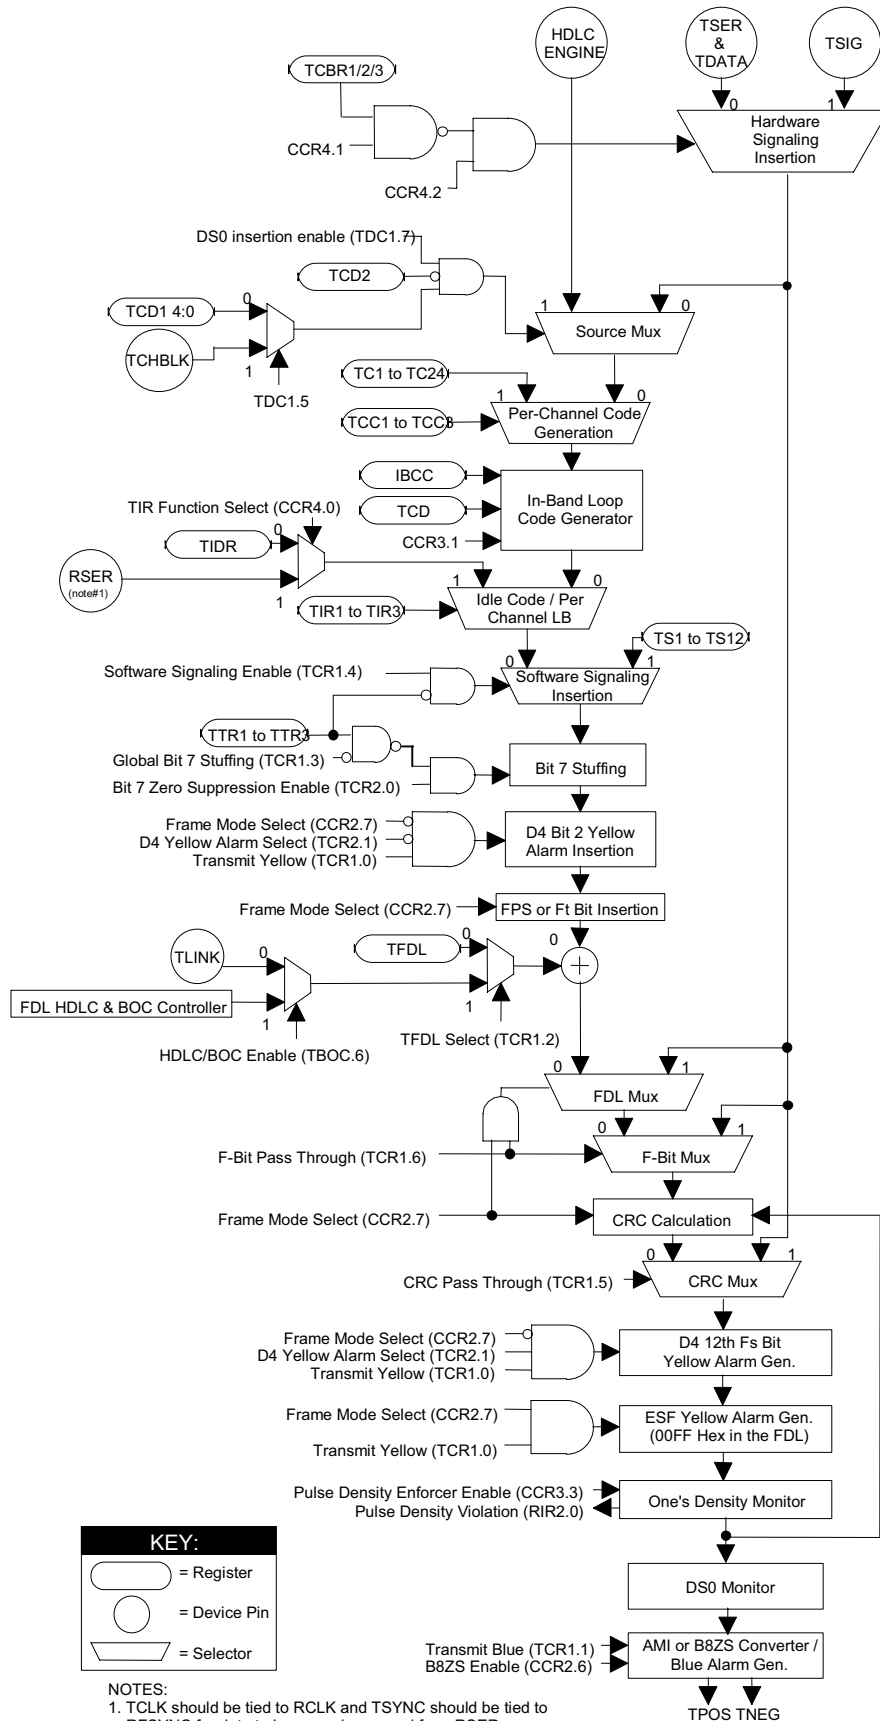 HDLC
ENGINE
TSER
&
TDATA
TSIG
TCBR1/2/3
0
1
Hardware
Signaling
Insertion
CCR4.1
CCR4.2
DS0 insertion enable (TDC1.7)
TCD2
0
TCD1 4:0
1
0
Source Mux
TCHBLK
1
TDC1.5
TC1 to TC24
1
0
TCC1 to TCC3
Per-Channel Code
Generation
IBCC
TCD
CCR3.1
In-Band Loop
Code Generator
TIR Function Select (CCR4.0)
0
TIDR
RSER
(note#1)
1
1
0
TIR1 to TIR3
Idle Code / Per
Channel LB
TS1 to TS12
0
1
Software Signaling Enable (TCR1.4)
Software Signaling
Insertion
TTR1 to TTR3
Global Bit 7 Stuffing (TCR1.3)
Bit 7 Zero Suppression Enable (TCR2.0)
Bit 7 Stuffing
Frame Mode Select (CCR2.7)
D4 Yellow Alarm Select (TCR2.1)
Transmit Yellow (TCR1.0)
D4 Bit 2 Yellow
Alarm Insertion
Frame Mode Select (CCR2.7)
FPS or Ft Bit Insertion
0
0
TFDL
TLINK
0
+
FDL HDLC & BOC Controller
1
1
TFDL Select (TCR1.2)
HDLC/BOC Enable (TBOC.6)
0
1
FDL Mux
0
1
F-Bit Pass Through (TCR1.6)
F-Bit Mux
Frame Mode Select (CCR2.7)
CRC Calculation
0
1
CRC Pass Through (TCR1.5)
CRC Mux
Frame Mode Select (CCR2.7)
D4 Yellow Alarm Select (TCR2.1)
Transmit Yellow (TCR1.0)
D4 12th Fs Bit
Yellow Alarm Gen.
Frame Mode Select (CCR2.7)
Transmit Yellow (TCR1.0)
ESF Yellow Alarm Gen.
(00FF Hex in the FDL)
Pulse Density Enforcer Enable (CCR3.3)
Pulse Density Violation (RIR2.0)
One's Density Monitor
KEY:
= Register
= Device Pin
= Selector
DS0 Monitor
Transmit Blue (TCR1.1)
B8ZS Enable (CCR2.6)
AMI or B8ZS Converter /
Blue Alarm Gen.
TPOS TNEG
NOTES:
1. TCLK should be tied to RCLK and TSYNC should be tied to